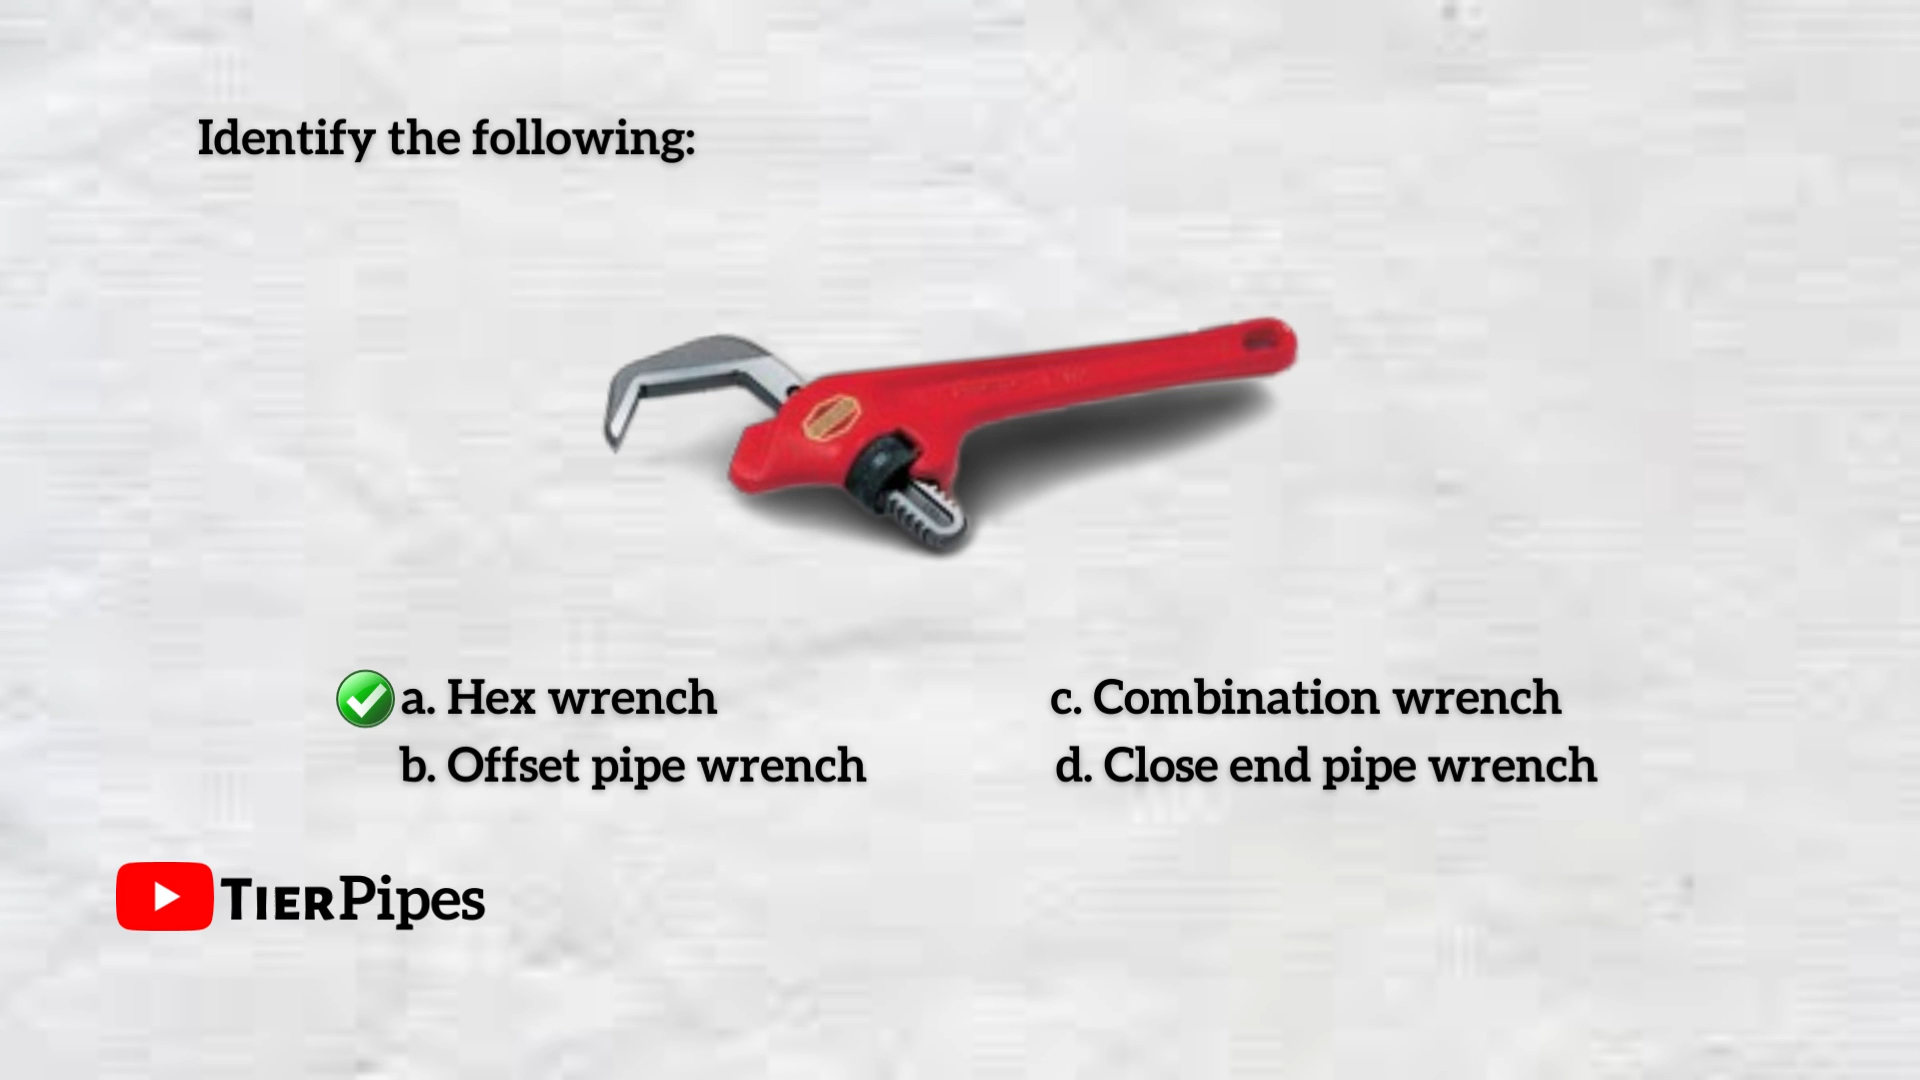 Identify the following:
a. Hex wrench
b. Offset pipe wrench
c. Combination wrench
d. Close end pipe wrench
TierPipes